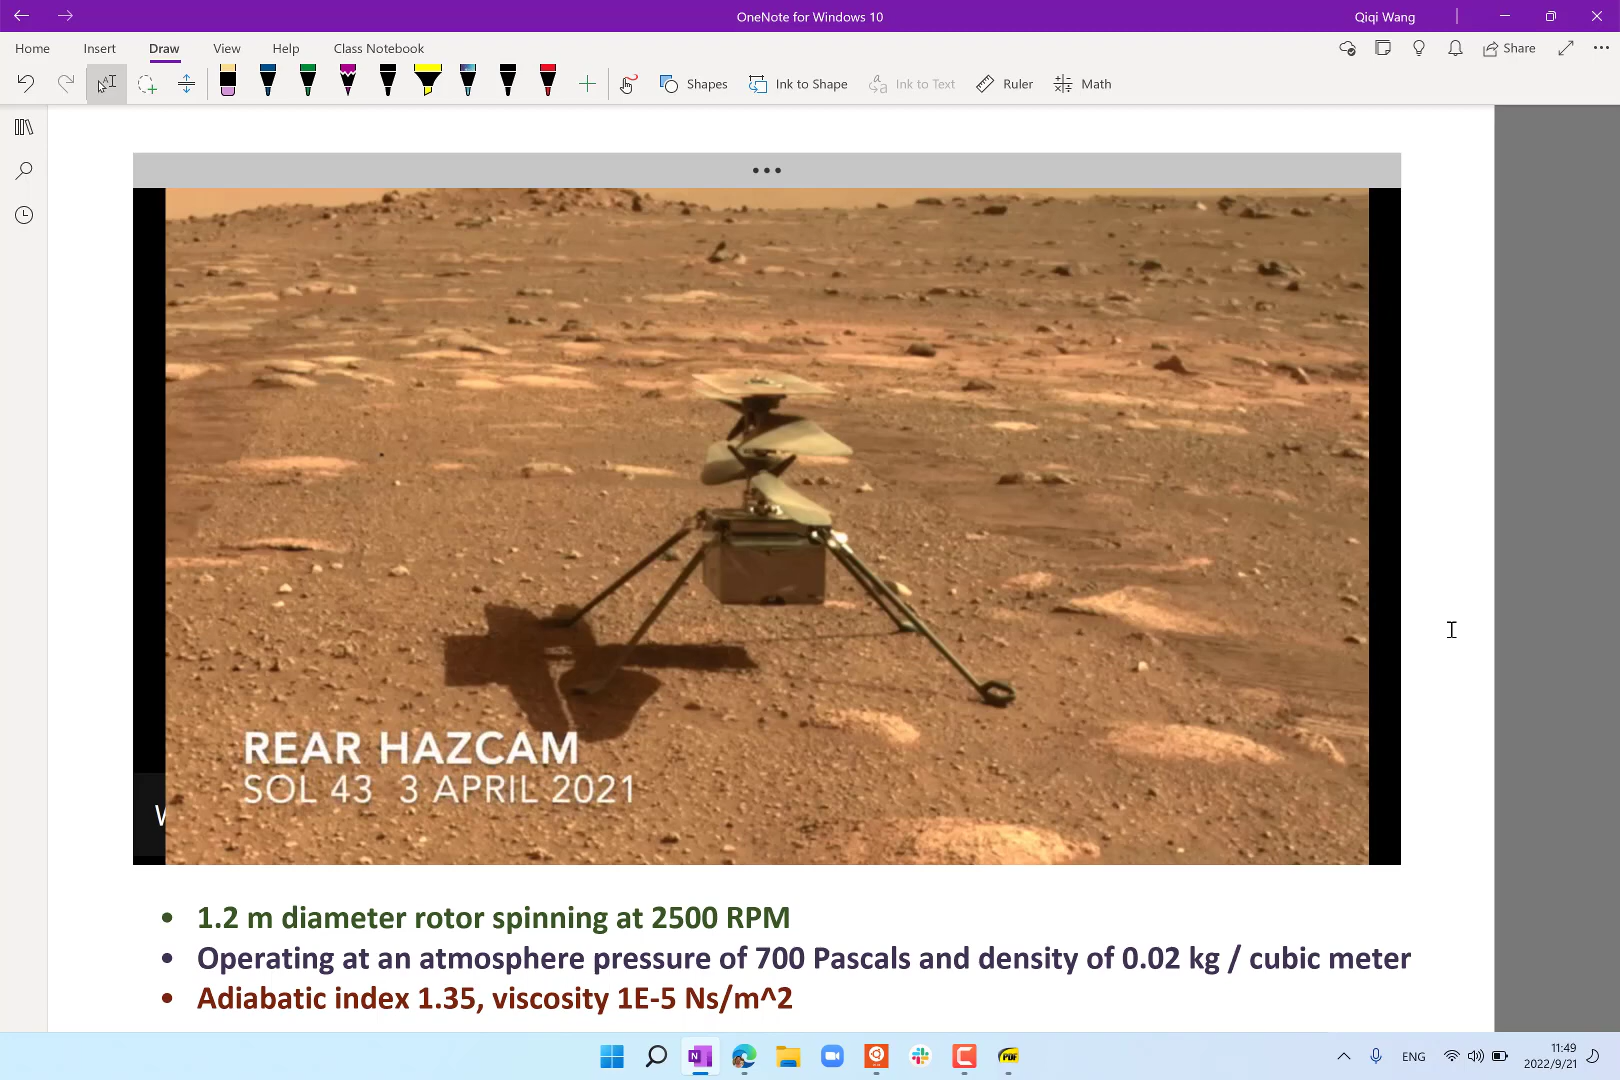 OneNote for Windows 10
Qiqi Wang
Home Insert Draw View Help Class Notebook
Share
Shapes Ink to Shape Ink to Text Ruler Math
REAR HAZCAM
SOL 43 3 APRIL 2021
W
• 1.2 m diameter rotor spinning at 2500 RPM
• Operating at an atmosphere pressure of 700 Pascals and density of 0.02 kg / cubic meter
• Adiabatic index 1.35, viscosity 1E-5 Ns/m^2
PDF
ENG
11:49
2022/9/21